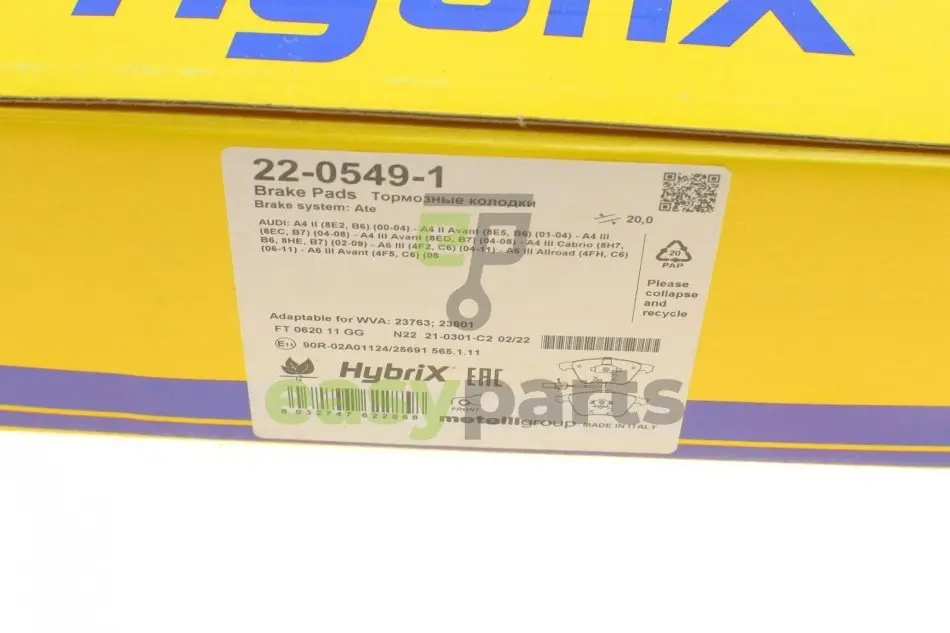 HybriX
22-0549-1
Brake Pads Тормозные колодки
Brake system: Ate
20,0
AUDI: A4 II (8E2, B6) (00-04) - A4 II Avant (8E5, B6) (01-04) - A4 III
(8EC, B7) (04-08) - A4 III Avant (8ED, B7) (04-08) - A4 III Cabrio (8H7,
B6, 8HE, B7) (02-09) - A6 III (4F2, C6) (04-11) - A6 III Allroad (4FH, C6)
(06-11) - A6 III Avant (4F5, C6) (05
20
PAP
Please
collapse
and
recycle
Adaptable for WVA: 23763; 23801
FT 0620 11 GG N22 21-0301-C2 02/22
E11 90R-02A01124/25691 565.1.11
HybriX EAC
easyparts
8 032747 622958
FRONT
metelligroup MADE IN ITALY